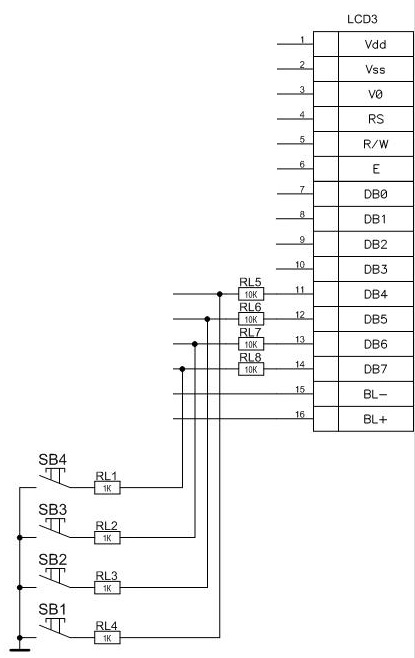 LCD3
1 Vdd
2 Vss
3 V0
4 RS
5 R/W
6 E
7 DB0
8 DB1
9 DB2
10 DB3
RL5
10K 11 DB4
RL6
10K 12 DB5
RL7
10K 13 DB6
RL8
10K 14 DB7
15 BL-
16 BL+
SB4 RL1
1K
SB3 RL2
1K
SB2 RL3
1K
SB1 RL4
1K